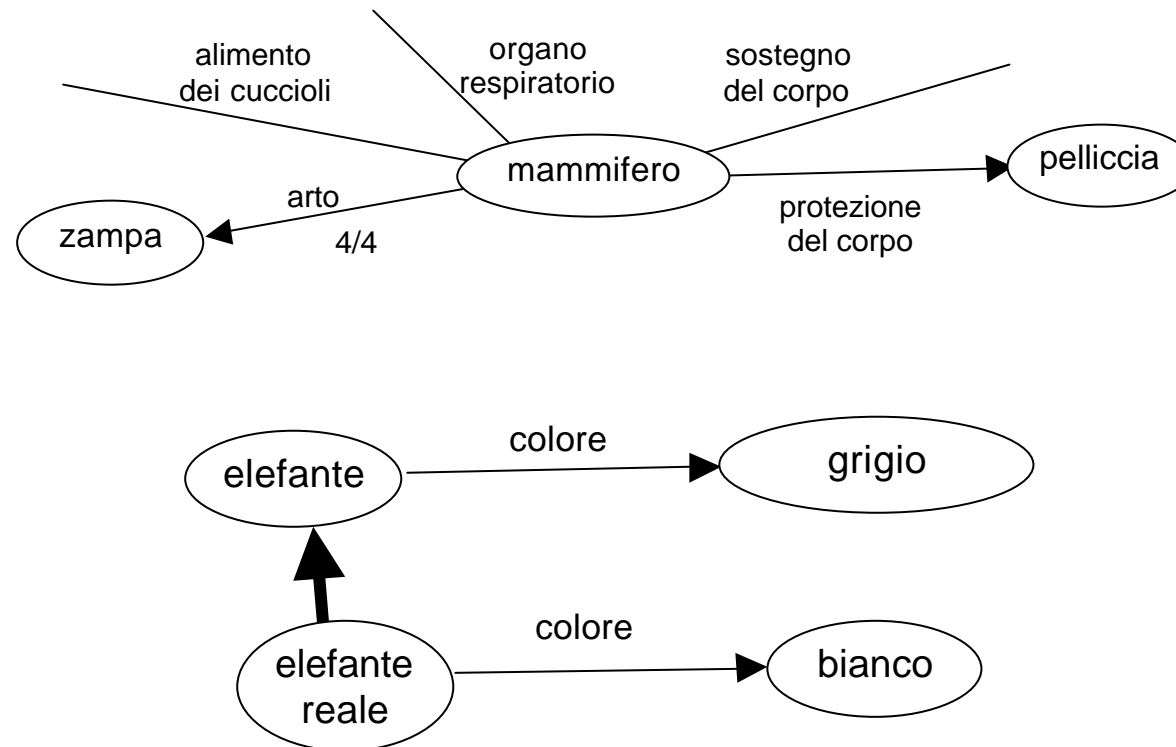 alimento
dei cuccioli
organo
respiratorio
sostegno
del corpo
mammifero
pelliccia
arto
4/4
zampa
protezione
del corpo
elefante
colore
grigio
elefante
reale
colore
bianco